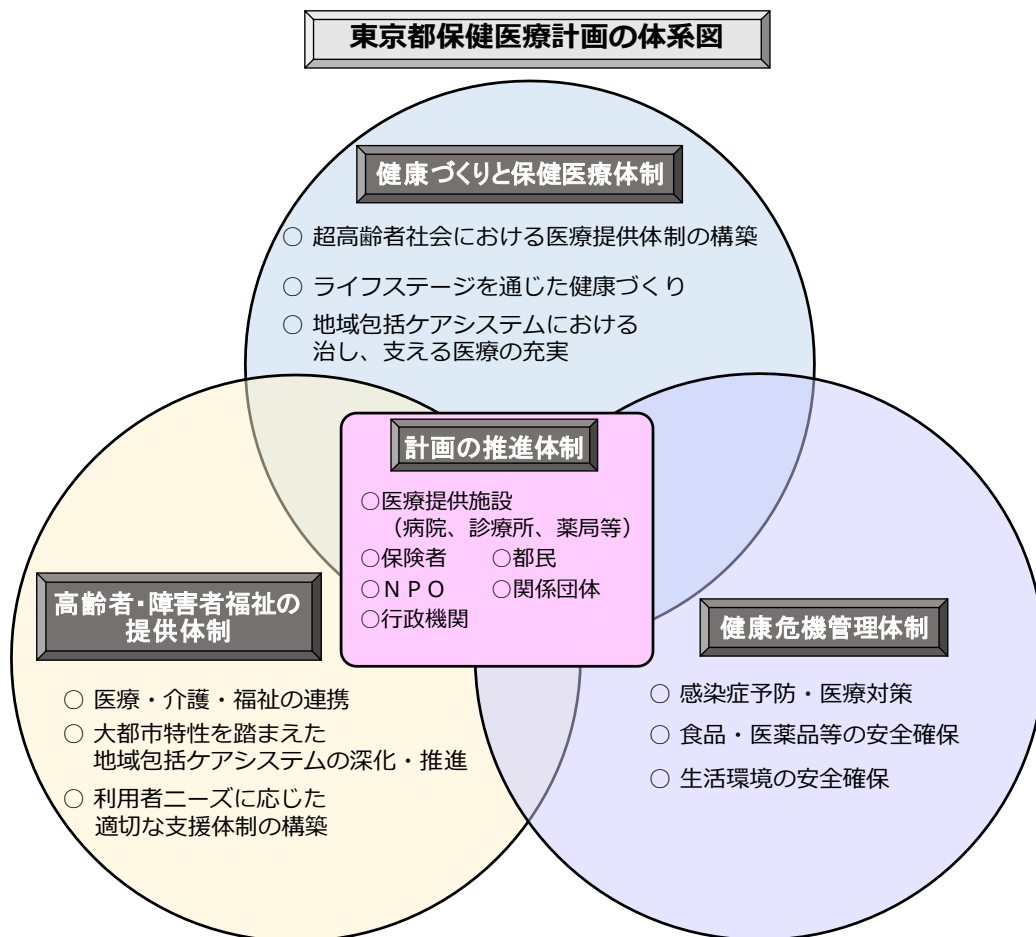 東京都保健医療計画の体系図
健康づくりと保健医療体制
○ 超高齢者社会における医療提供体制の構築
○ ライフステージを通じた健康づくり
○ 地域包括ケアシステムにおける
治し、支える医療の充実
計画の推進体制
○医療提供施設
（病院、診療所、薬局等）
○保険者 ○都民
○ＮＰＯ ○関係団体
○行政機関
高齢者・障害者福祉の
提供体制
○ 医療・介護・福祉の連携
○ 大都市特性を踏まえた
地域包括ケアシステムの深化・推進
○ 利用者ニーズに応じた
適切な支援体制の構築
健康危機管理体制
○ 感染症予防・医療対策
○ 食品・医薬品等の安全確保
○ 生活環境の安全確保